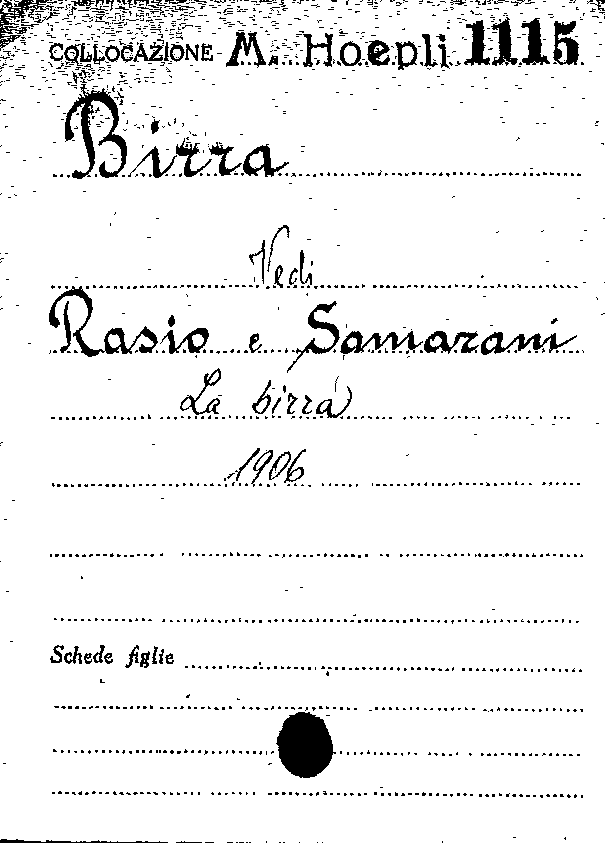 COLLOCAZIONE M. Hoepli 1115
Birra
Vedi
Rasio e Samarani
La birra
1906
Schede figlie